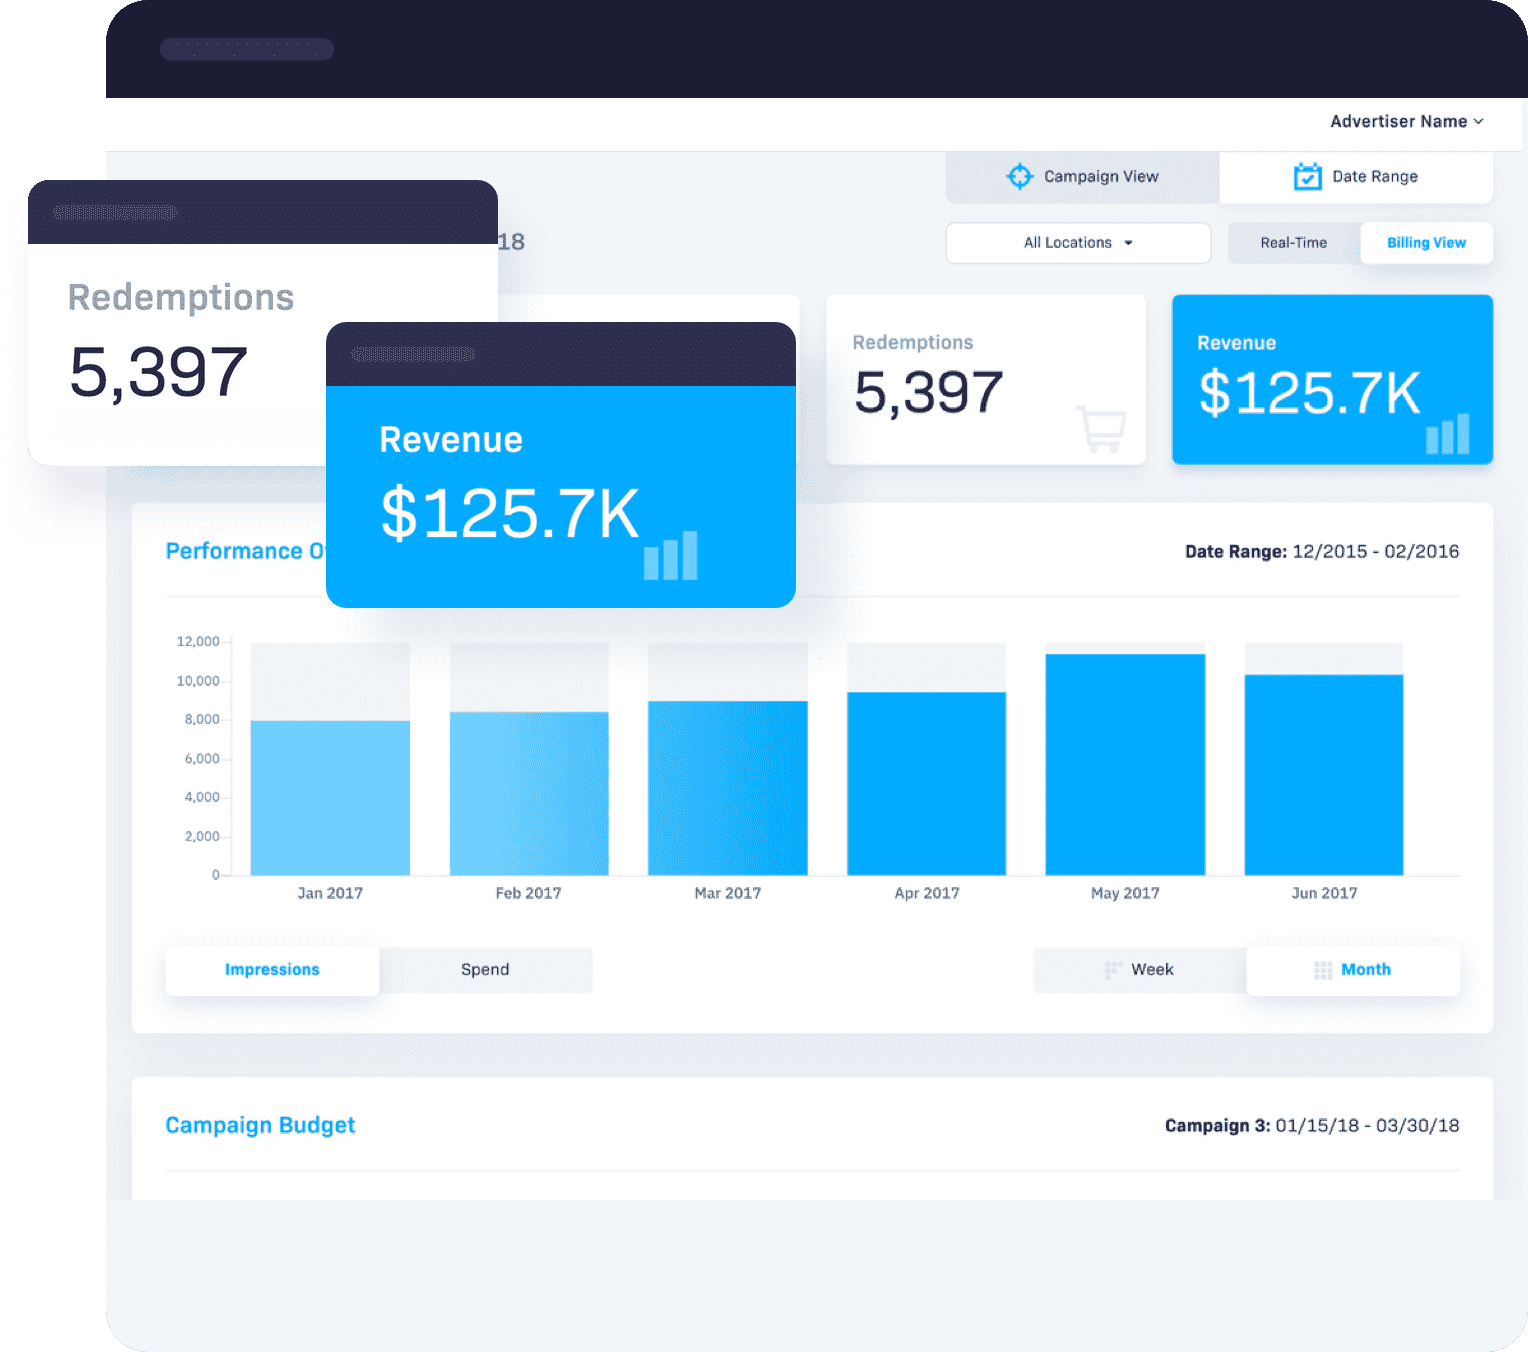 Advertiser Name
Campaign View
Date Range
18
All Locations
Real-Time
Billing View
Redemptions
5,397
Revenue
$125.7K
Redemptions
5,397
Revenue
$125.7K
Performance
Date Range: 12/2015 - 02/2016
12,000
10,000
8,000
6,000
4,000
2,000
0
Jan 2017
Feb 2017
Mar 2017
Apr 2017
May 2017
Jun 2017
Impressions
Spend
Week
Month
Campaign Budget
Campaign 3: 01/15/18 - 03/30/18